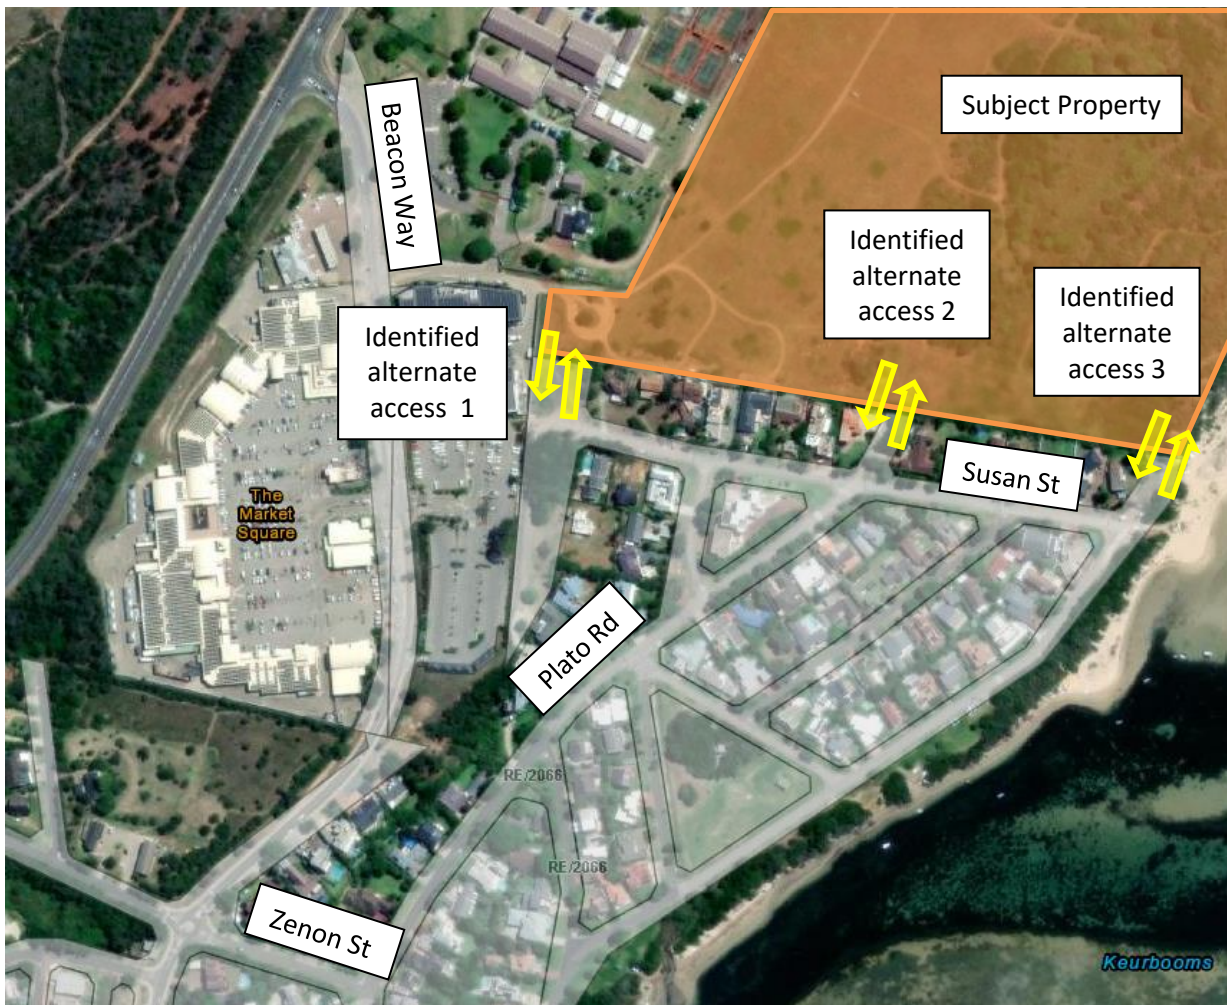 Beacon Way
Subject Property
Identified
alternate
access 2
Identified
alternate
access 3
Identified
alternate
access 1
Susan St
The
Market
Square
Plato Rd
RE/2066
RE/2066
Zenon St
Keurbooms